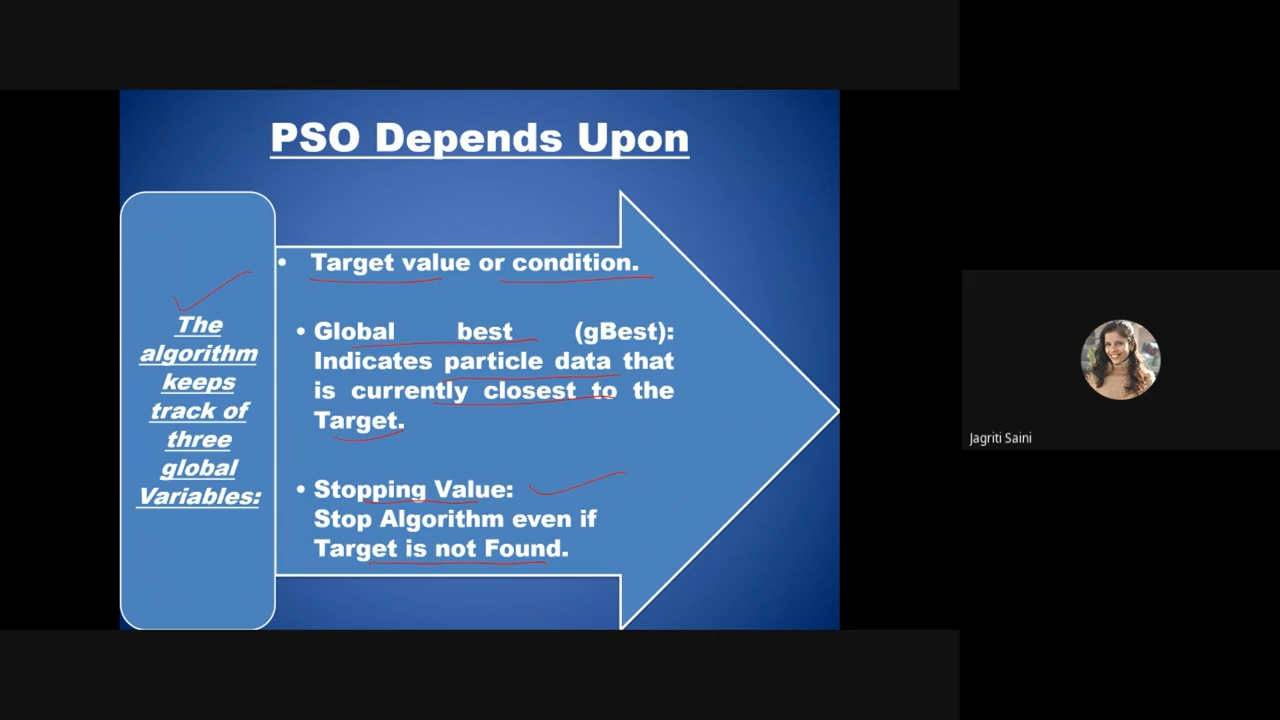 PSO Depends Upon
The
algorithm
keeps
track of
three
global
Variables:
• Target value or condition.
• Global best (gBest):
Indicates particle data that
is currently closest to the
Target.
• Stopping Value:
Stop Algorithm even if
Target is not Found.
Jagriti Saini